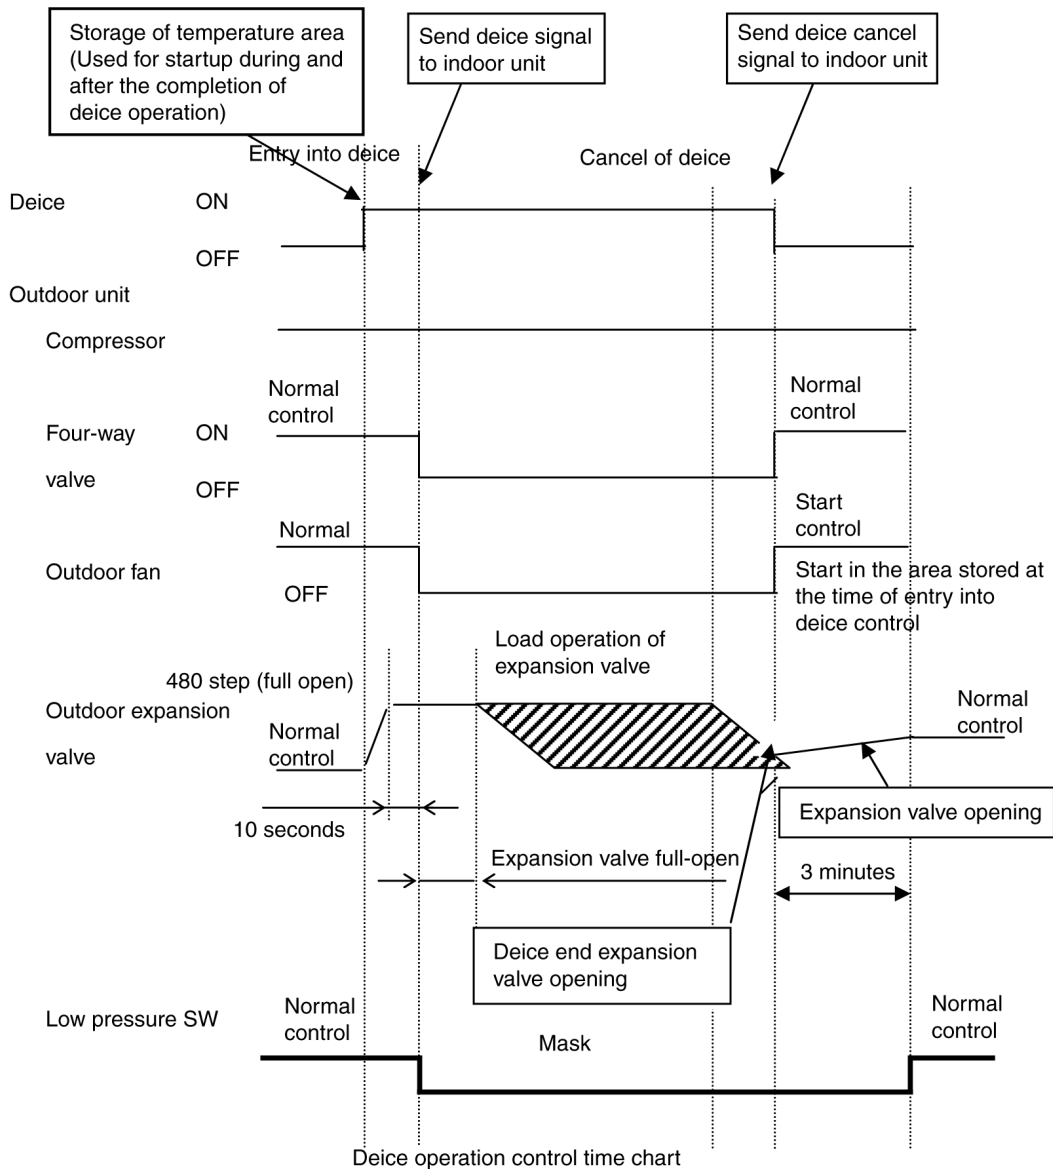 Storage of temperature area
(Used for startup during and
after the completion of
deice operation)
Send deice signal
to indoor unit
Send deice cancel
signal to indoor unit
Entry into deice
Cancel of deice
Deice
ON
OFF
Outdoor unit
Compressor
Normal
control
Normal
control
Four-way
valve
ON
OFF
Normal
Start
control
Outdoor fan
OFF
Start in the area stored at
the time of entry into
deice control
Load operation of
expansion valve
480 step (full open)
Outdoor expansion
valve
Normal
control
Normal
control
Expansion valve opening
10 seconds
Expansion valve full-open
3 minutes
Deice end expansion
valve opening
Low pressure SW
Normal
control
Mask
Normal
control
Deice operation control time chart